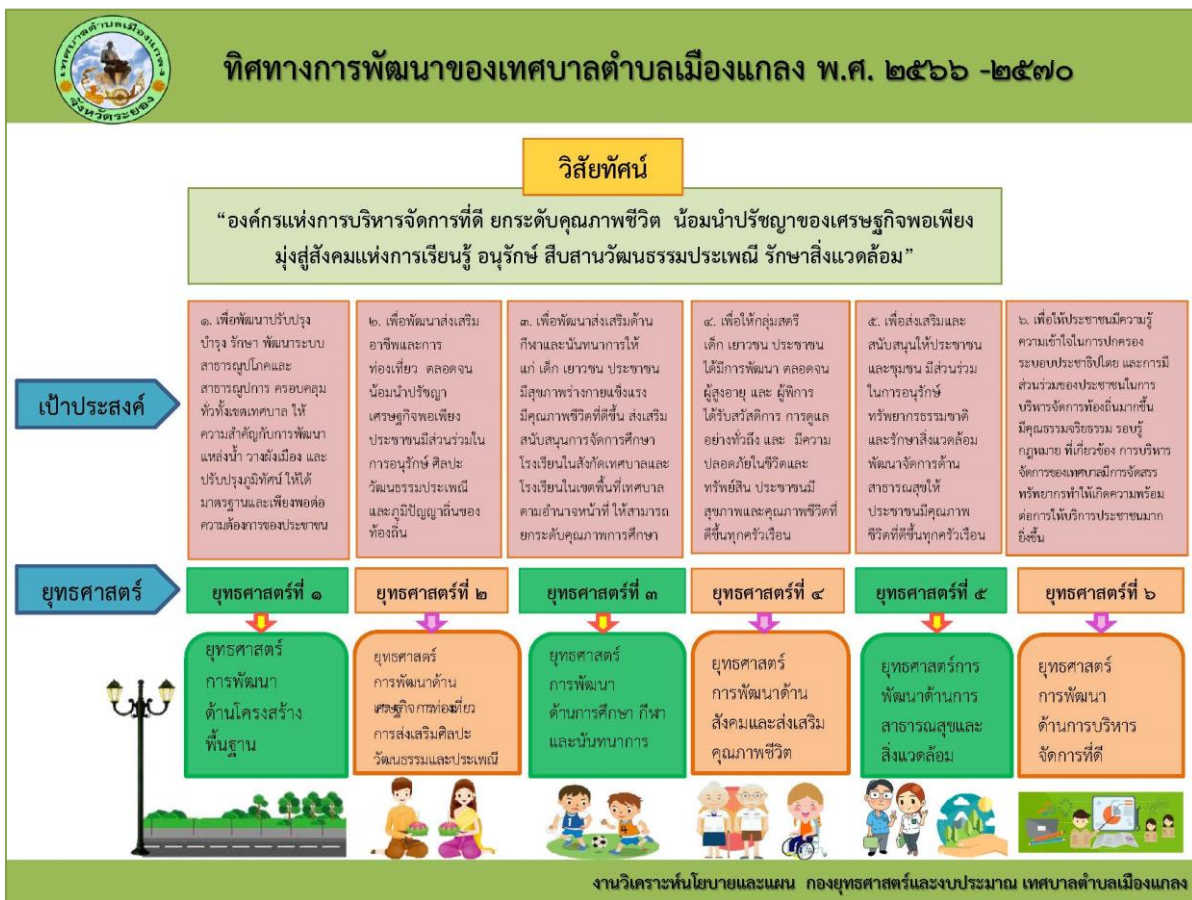 เทศบาลตำบลเมืองแกลง
จังหวัดระยอง
ทิศทางการพัฒนาของเทศบาลตำบลเมืองแกลง พ.ศ. ๒๕๖๖ -๒๕๗๐
วิสัยทัศน์
“องค์กรแห่งการบริหารจัดการที่ดี ยกระดับคุณภาพชีวิต น้อมนำปรัชญาของเศรษฐกิจพอเพียง
มุ่งสู่สังคมแห่งการเรียนรู้ อนุรักษ์ สืบสานวัฒนธรรมประเพณี รักษาสิ่งแวดล้อม”
เป้าประสงค์
๑. เพื่อพัฒนาปรับปรุง
บำรุง รักษา พัฒนาระบบ
สาธารณูปโภคและ
สาธารณูปการ ครอบคลุม
ทั่วทั้งเขตเทศบาล ให้
ความสำคัญกับการพัฒนา
แหล่งน้ำ วางผังเมือง และ
ปรับปรุงภูมิทัศน์ ให้ได้
มาตรฐานและเพียงพอต่อ
ความต้องการของประชาชน
๒. เพื่อพัฒนาส่งเสริม
อาชีพและการ
ท่องเที่ยว ตลอดจน
น้อมนำปรัชญา
เศรษฐกิจพอเพียง
ประชาชนมีส่วนร่วมใน
การอนุรักษ์ ศิลปะ
วัฒนธรรมประเพณี
และภูมิปัญญาถิ่นของ
ท้องถิ่น
๓. เพื่อพัฒนาส่งเสริมด้าน
กีฬาและนันทนาการให้
แก่ เด็ก เยาวชน ประชาชน
มีสุขภาพร่างกายแข็งแรง
มีคุณภาพชีวิตที่ดีขึ้น ส่งเสริม
สนับสนุนการจัดการศึกษา
โรงเรียนในสังกัดเทศบาลและ
โรงเรียนในเขตพื้นที่เทศบาล
ตามอำนาจหน้าที่ ให้สามารถ
ยกระดับคุณภาพการศึกษา
๔. เพื่อให้กลุ่มสตรี
เด็ก เยาวชน ประชาชน
ได้มีการพัฒนา ตลอดจน
ผู้สูงอายุ และ ผู้พิการ
ได้รับสวัสดิการ การดูแล
อย่างทั่วถึง และ มีความ
ปลอดภัยในชีวิตและ
ทรัพย์สิน ประชาชนมี
สุขภาพและคุณภาพชีวิตที่
ดีขึ้นทุกครัวเรือน
๕. เพื่อส่งเสริมและ
สนับสนุนให้ประชาชน
และชุมชน มีส่วนร่วม
ในการอนุรักษ์
ทรัพยากรธรรมชาติ
และรักษาสิ่งแวดล้อม
พัฒนาจัดการด้าน
สาธารณสุขให้
ประชาชนมีคุณภาพ
ชีวิตที่ดีขึ้นทุกครัวเรือน
๖. เพื่อให้ประชาชนมีความรู้
ความเข้าใจในการปกครอง
ระบอบประชาธิปไตย และการมี
ส่วนร่วมของประชาชนในการ
บริหารจัดการท้องถิ่นมากขึ้น
มีคุณธรรมจริยธรรม รอบรู้
กฎหมาย ที่เกี่ยวข้อง การบริหาร
จัดการของเทศบาลมีการจัดสรร
ทรัพยากรทำให้เกิดความพร้อม
ต่อการให้บริการประชาชนมาก
ยิ่งขึ้น
ยุทธศาสตร์
ยุทธศาสตร์ที่ ๑
ยุทธศาสตร์ที่ ๒
ยุทธศาสตร์ที่ ๓
ยุทธศาสตร์ที่ ๔
ยุทธศาสตร์ที่ ๕
ยุทธศาสตร์ที่ ๖
ยุทธศาสตร์
การพัฒนา
ด้านโครงสร้าง
พื้นฐาน
ยุทธศาสตร์
การพัฒนาด้าน
เศรษฐกิจ การท่องเที่ยว
การส่งเสริมศิลปะ
วัฒนธรรมและประเพณี
ยุทธศาสตร์
การพัฒนา
ด้านการศึกษา กีฬา
และนันทนาการ
ยุทธศาสตร์
การพัฒนาด้าน
สังคมและส่งเสริม
คุณภาพชีวิต
ยุทธศาสตร์การ
พัฒนาด้านการ
สาธารณสุขและ
สิ่งแวดล้อม
ยุทธศาสตร์
การพัฒนา
ด้านการบริหาร
จัดการที่ดี
งานวิเคราะห์นโยบายและแผน กองยุทธศาสตร์และงบประมาณ เทศบาลตำบลเมืองแกลง